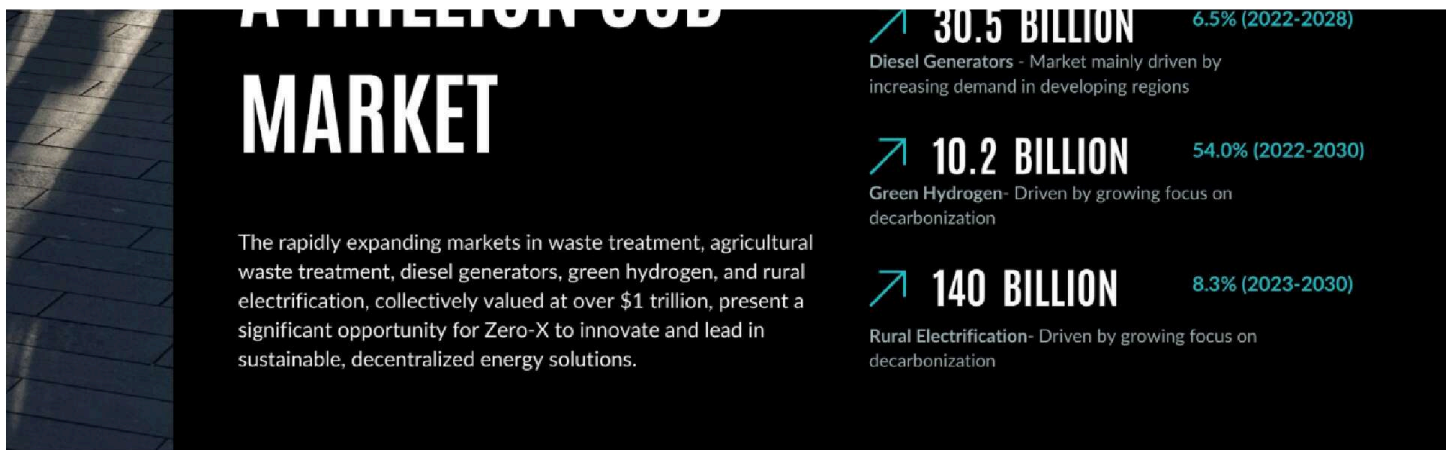 A TRILLION USD
MARKET
The rapidly expanding markets in waste treatment, agricultural
waste treatment, diesel generators, green hydrogen, and rural
electrification, collectively valued at over $1 trillion, present a
significant opportunity for Zero-X to innovate and lead in
sustainable, decentralized energy solutions.
30.5 BILLION
6.5% (2022-2028)
Diesel Generators - Market mainly driven by
increasing demand in developing regions
10.2 BILLION
54.0% (2022-2030)
Green Hydrogen- Driven by growing focus on
decarbonization
140 BILLION
8.3% (2023-2030)
Rural Electrification- Driven by growing focus on
decarbonization